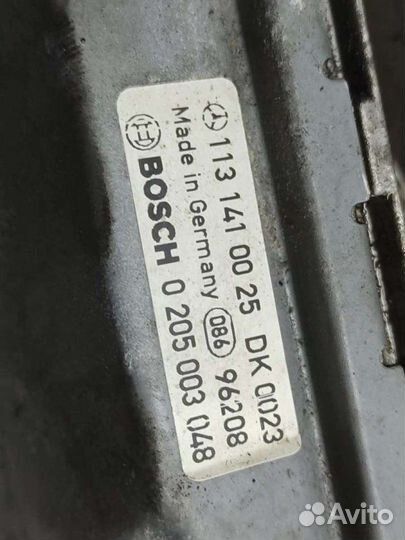 113 141 00 25 DK 0023
Made in Germany 086 96208
BOSCH 0 205 003 048
Avito